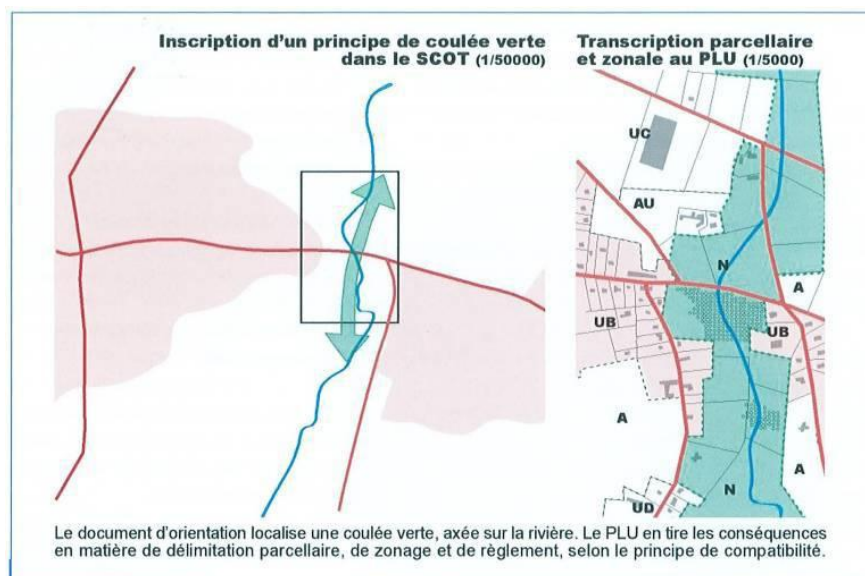 Inscription d'un principe de coulée verte
dans le SCOT (1/50000)
Transcription parcellaire
et zonale au PLU (1/5000)
UC
AU
N
A
UB
UB
A
A
N
UD
Le document d'orientation localise une coulée verte, axée sur la rivière. Le PLU en tire les conséquences
en matière de délimitation parcellaire, de zonage et de règlement, selon le principe de compatibilité.